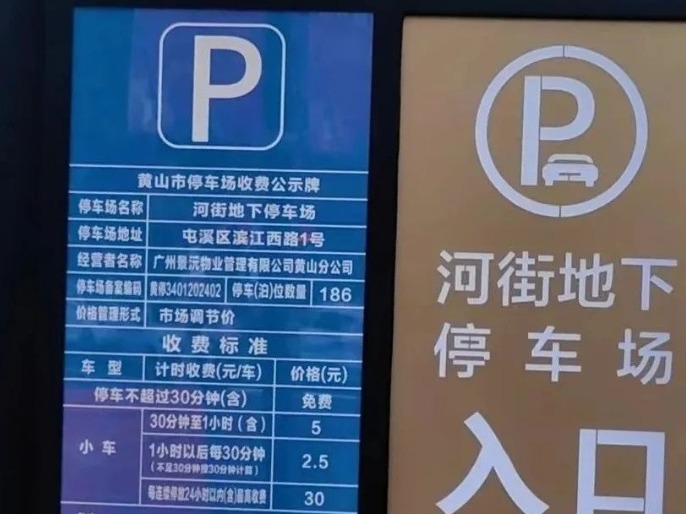 P
黄山市停车场收费公示牌
停车场名称 河街地下停车场
停车场地址 屯溪区滨江西路1号
经营者名称 广州景沅物业管理有限公司黄山分公司
停车场备案编码 黄停3401202402 停车(泊)位数量 186
价格管理形式 市场调节价
收费标准
车型 计时收费(元/车) 价格(元)
停车不超过30分钟(含) 免费
小车 30分钟至1小时(含) 5
1小时以后每30分钟 2.5
(不足30分钟按30分钟计算)
每连续停放24小时以内(含)最高收费 30
P
河街地下
停车场
入口